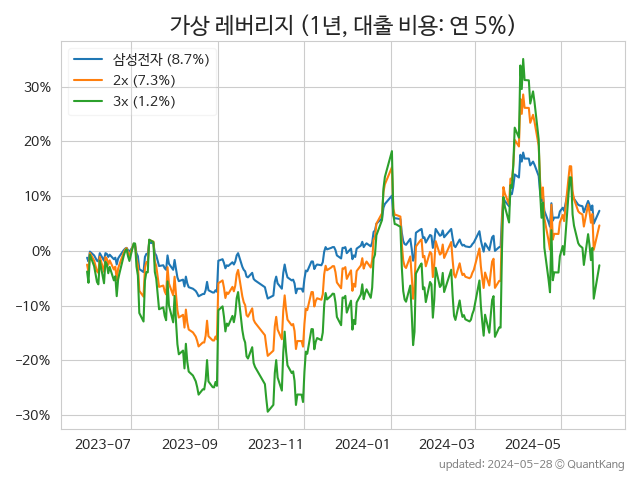 가상 레버리지 (1년, 대출 비용: 연 5%)
삼성전자 (8.7%)
2x (7.3%)
3x (1.2%)
30%
20%
10%
0%
−10%
−20%
−30%
2023-07 2023-09 2023-11 2024-01 2024-03 2024-05
updated: 2024-05-28 © QuantKang